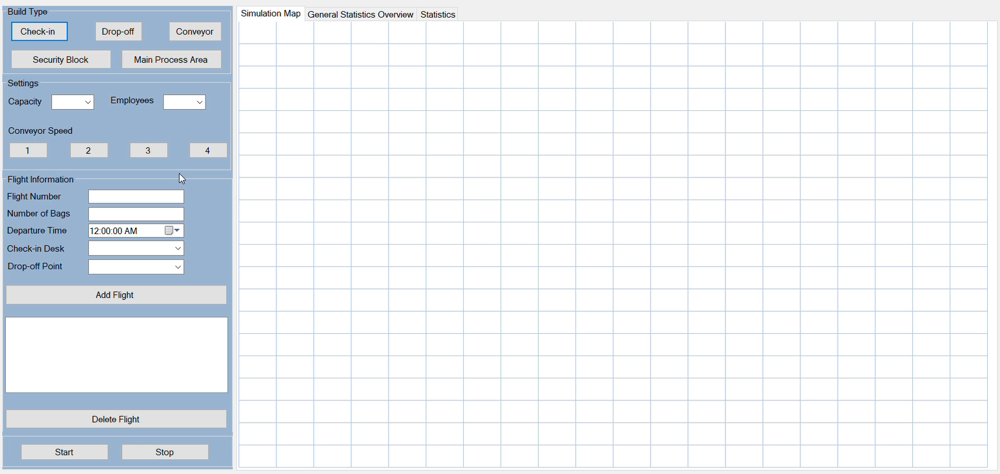 Build Type
Check-in Drop-off Conveyor
Security Block Main Process Area
Settings
Capacity Employees
Conveyor Speed
1 2 3 4
Flight Information
Flight Number
Number of Bags
Departure Time 12:00:00 AM
Check-in Desk
Drop-off Point
Add Flight
Delete Flight
Start Stop
Simulation Map General Statistics Overview Statistics